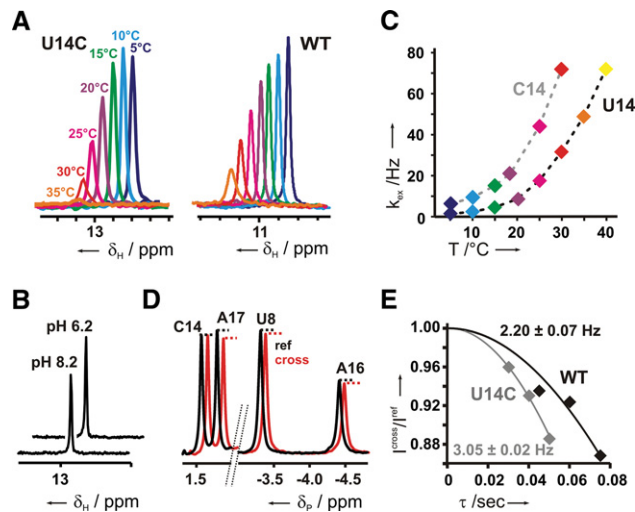 A
U14C
10°C
WT
15°C
5°C
20°C
25°C
30°C
35°C
13
11
← δH / ppm
← δH / ppm
C
80
60
40
20
0
kex /Hz →
C14
U14
0
10
20
30
40
T /°C →
B
pH 6.2
pH 8.2
13
← δH / ppm
D
C14
A17
U8
ref
cross
A16
1.5
-3.5
-4.0
-4.5
← δP / ppm
E
1.00
0.96
0.92
0.88
Icross/Iref →
2.20 ± 0.07 Hz
WT
U14C
3.05 ± 0.02 Hz
0
0.02
0.04
0.06
0.08
τ /sec →